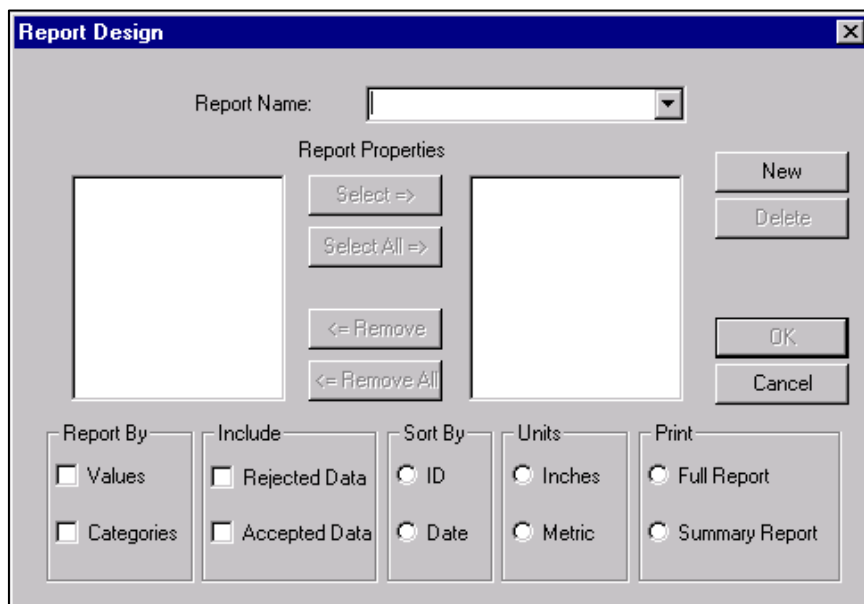 Report Design
Report Name:
Report Properties
Select =>
Select All =>
<= Remove
<= Remove All
New
Delete
OK
Cancel
Report By
Values
Categories
Include
Rejected Data
Accepted Data
Sort By
ID
Date
Units
Inches
Metric
Print
Full Report
Summary Report